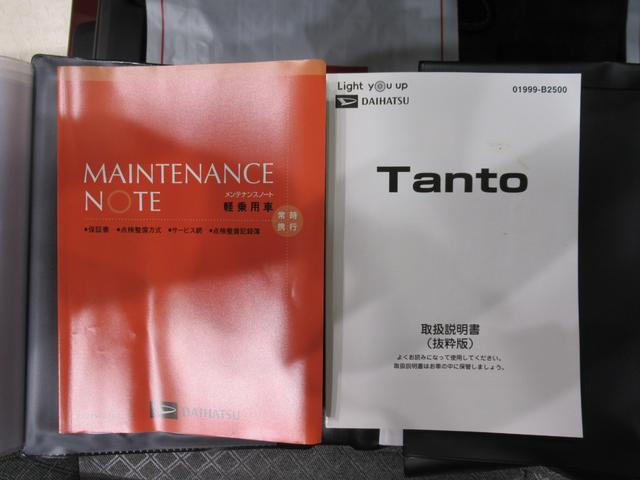 MAINTENANCE
NOTE
メンテナンスノート
軽乗用車
常時
携行
●保証書 ●点検整備方式 ●サービス網 ●点検整備記録簿
DAIHATSU
Light you up
DAIHATSU
01999-B2500
Tanto
取扱説明書
(抜粋版)
よくお読みになって使用してください。
取扱説明書はお車の中に保管しましょう。